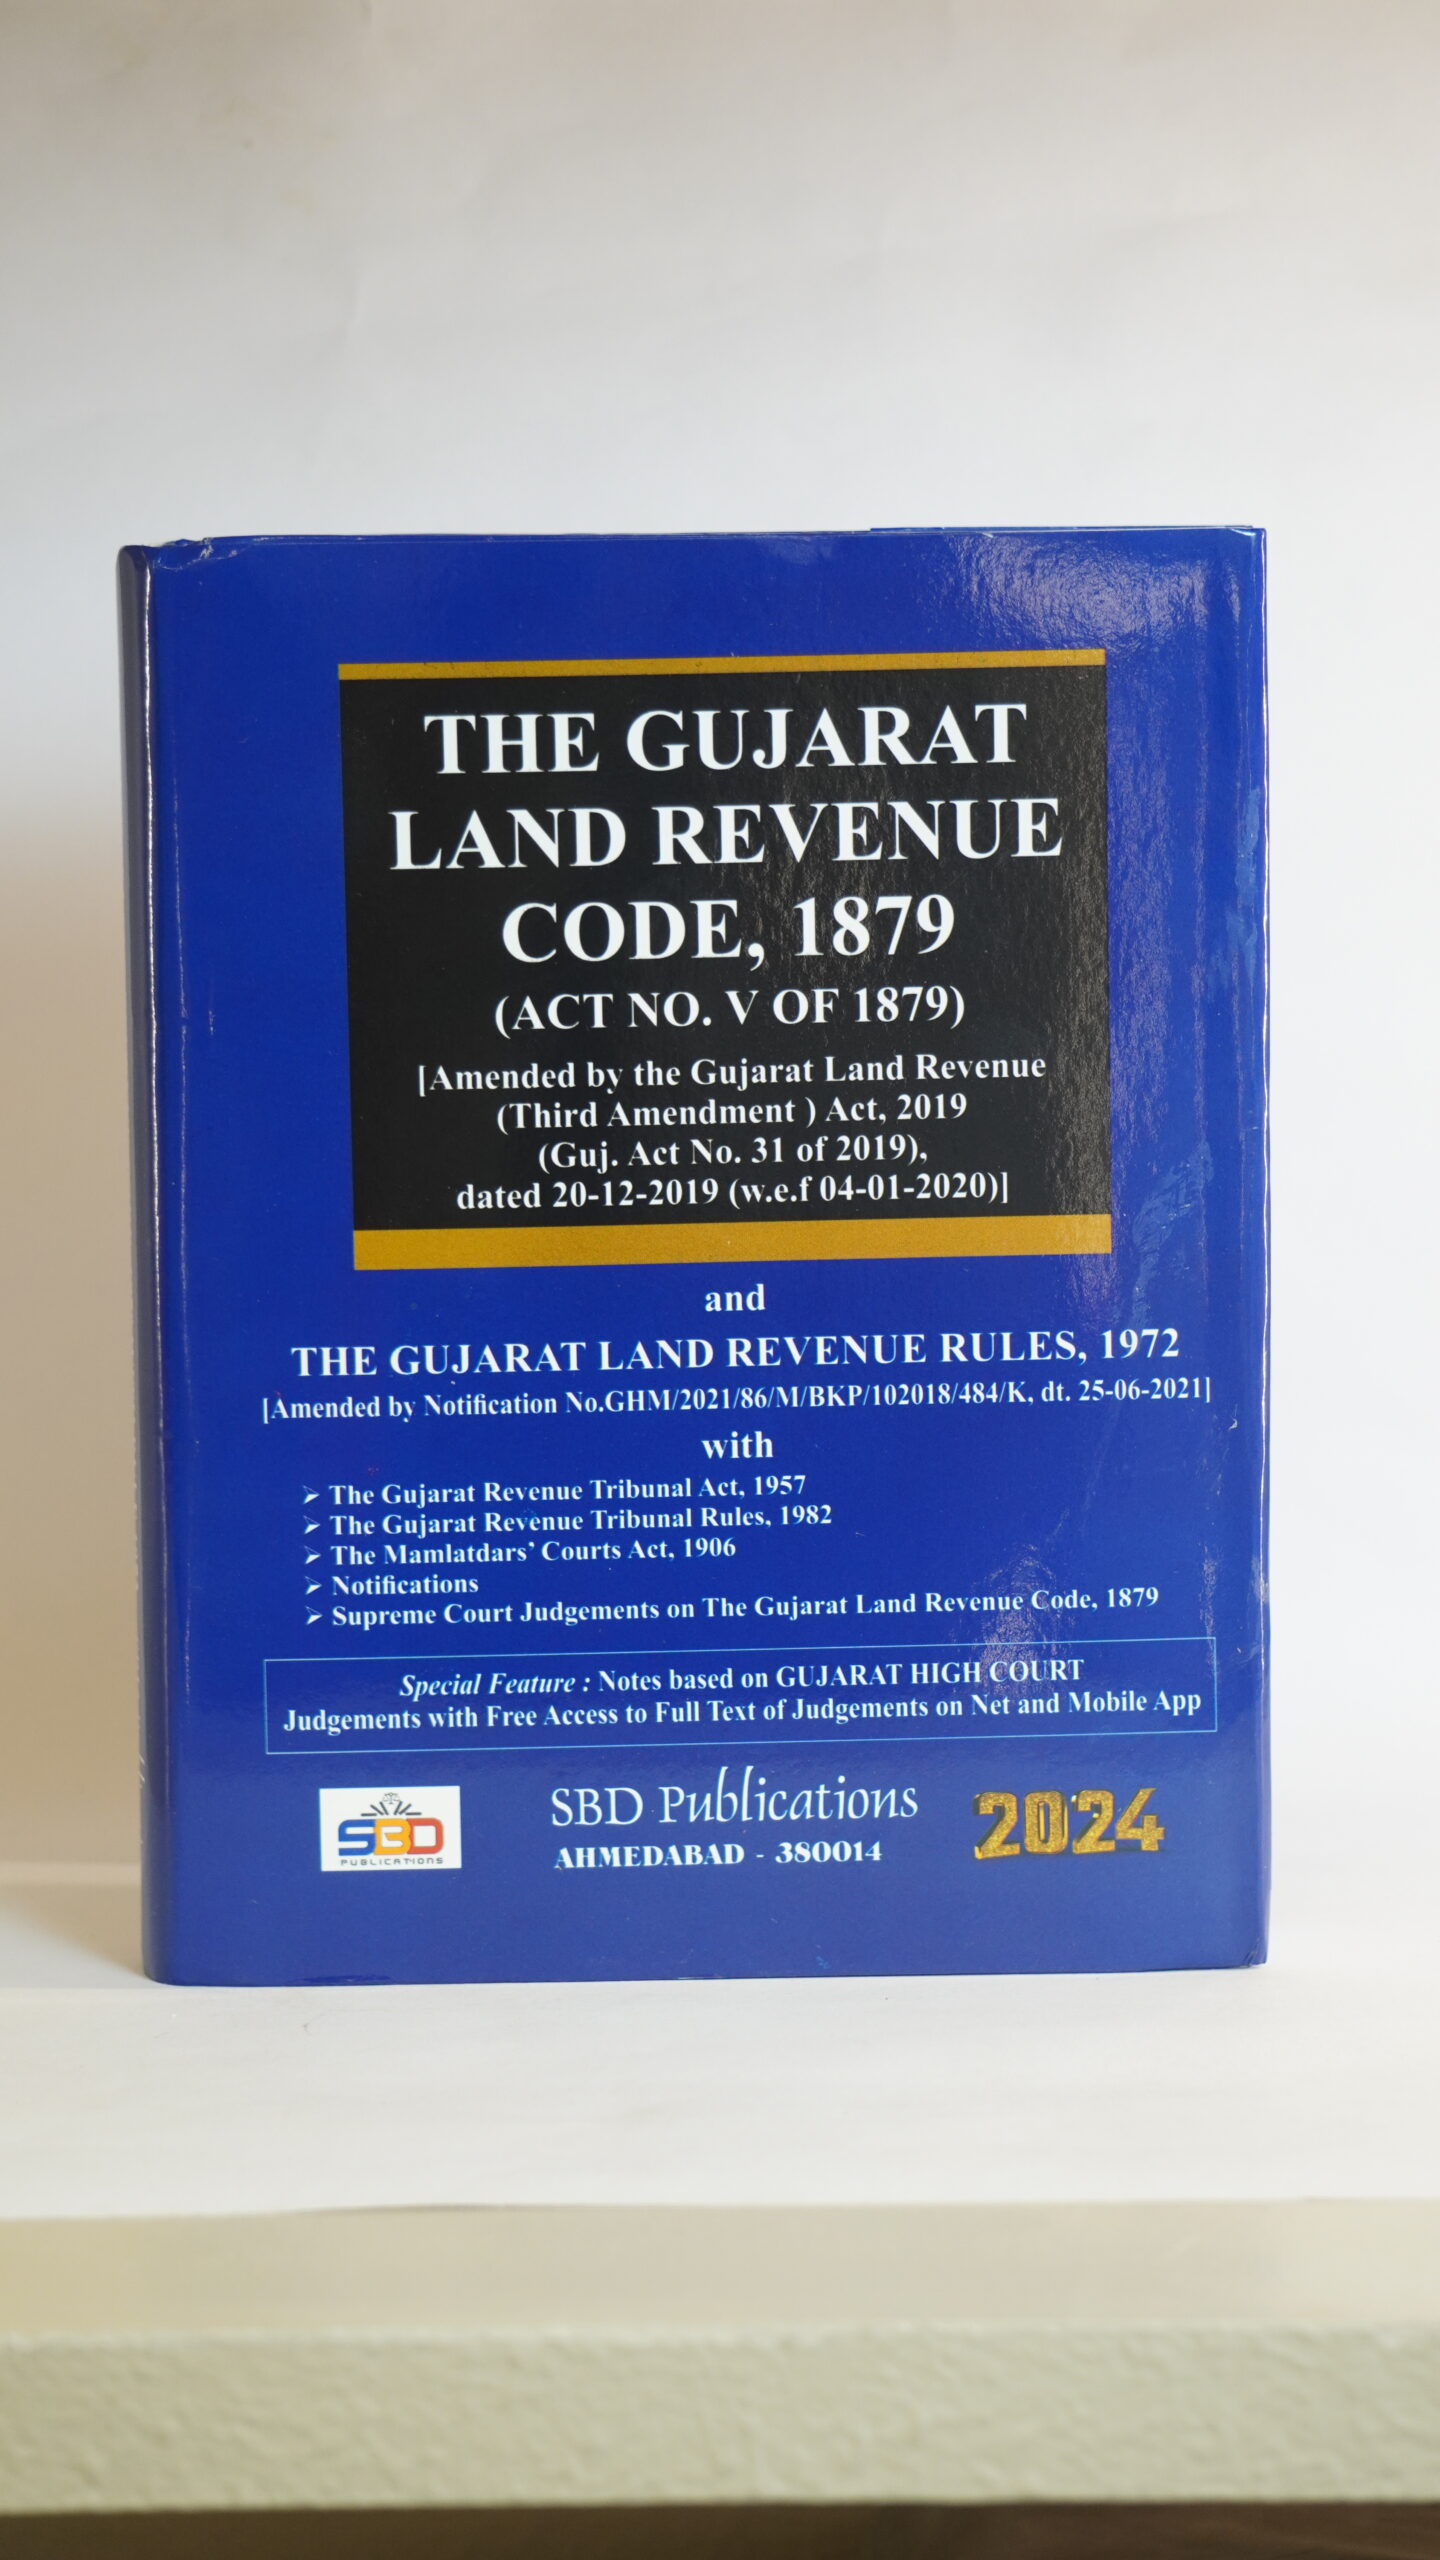 THE GUJARAT
LAND REVENUE
CODE, 1879
(ACT NO. V OF 1879)
[Amended by the Gujarat Land Revenue
(Third Amendment ) Act, 2019
(Guj. Act No. 31 of 2019),
dated 20-12-2019 (w.e.f 04-01-2020)]
and
THE GUJARAT LAND REVENUE RULES, 1972
[Amended by Notification No.GHM/2021/86/M/BKP/102018/484/K, dt. 25-06-2021]
with
➢ The Gujarat Revenue Tribunal Act, 1957
➢ The Gujarat Revenue Tribunal Rules, 1982
➢ The Mamlatdars’ Courts Act, 1906
➢ Notifications
➢ Supreme Court Judgements on The Gujarat Land Revenue Code, 1879
Special Feature : Notes based on GUJARAT HIGH COURT
Judgements with Free Access to Full Text of Judgements on Net and Mobile App
SBD
PUBLICATIONS
SBD Publications
AHMEDABAD - 380014
2024